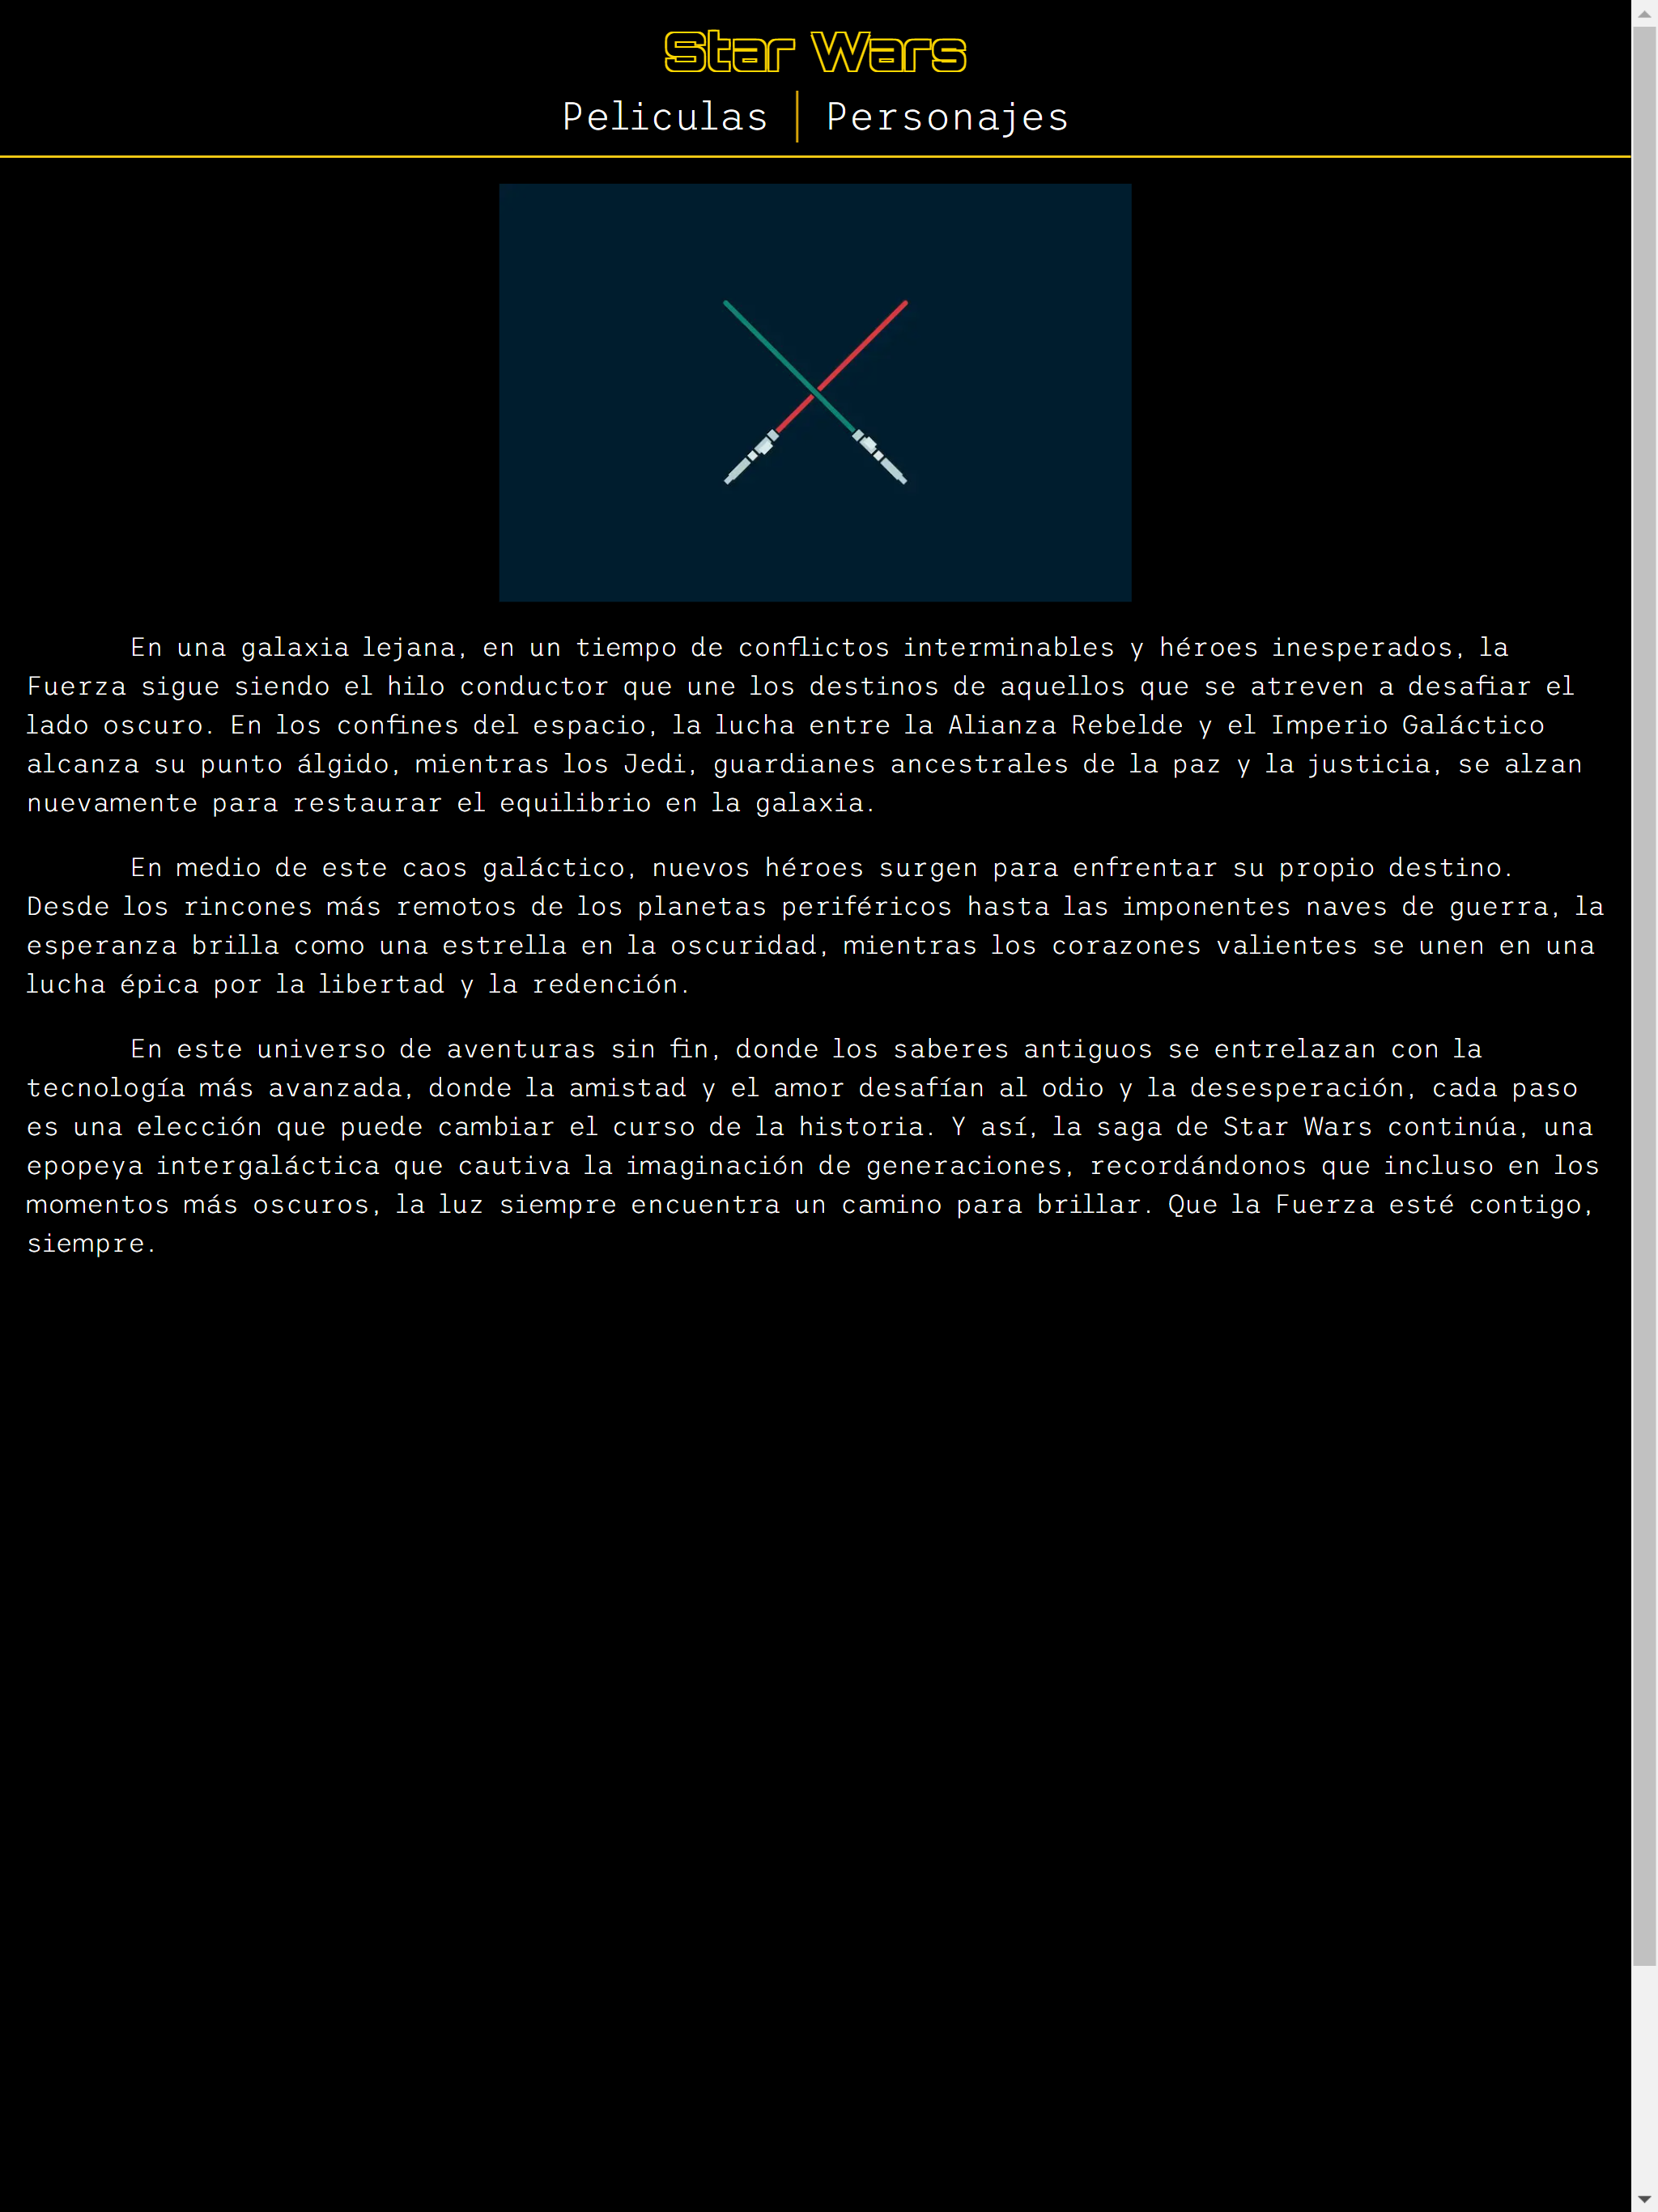 Star Wars
Peliculas | Personajes
En una galaxia lejana, en un tiempo de conflictos interminables y héroes inesperados, la
Fuerza sigue siendo el hilo conductor que une los destinos de aquellos que se atreven a desafiar el
lado oscuro. En los confines del espacio, la lucha entre la Alianza Rebelde y el Imperio Galáctico
alcanza su punto álgido, mientras los Jedi, guardianes ancestrales de la paz y la justicia, se alzan
nuevamente para restaurar el equilibrio en la galaxia.
En medio de este caos galáctico, nuevos héroes surgen para enfrentar su propio destino.
Desde los rincones más remotos de los planetas periféricos hasta las imponentes naves de guerra, la
esperanza brilla como una estrella en la oscuridad, mientras los corazones valientes se unen en una
lucha épica por la libertad y la redención.
En este universo de aventuras sin fin, donde los saberes antiguos se entrelazan con la
tecnología más avanzada, donde la amistad y el amor desafían al odio y la desesperación, cada paso
es una elección que puede cambiar el curso de la historia. Y así, la saga de Star Wars continúa, una
epopeya intergaláctica que cautiva la imaginación de generaciones, recordándonos que incluso en los
momentos más oscuros, la luz siempre encuentra un camino para brillar. Que la Fuerza esté contigo,
siempre.